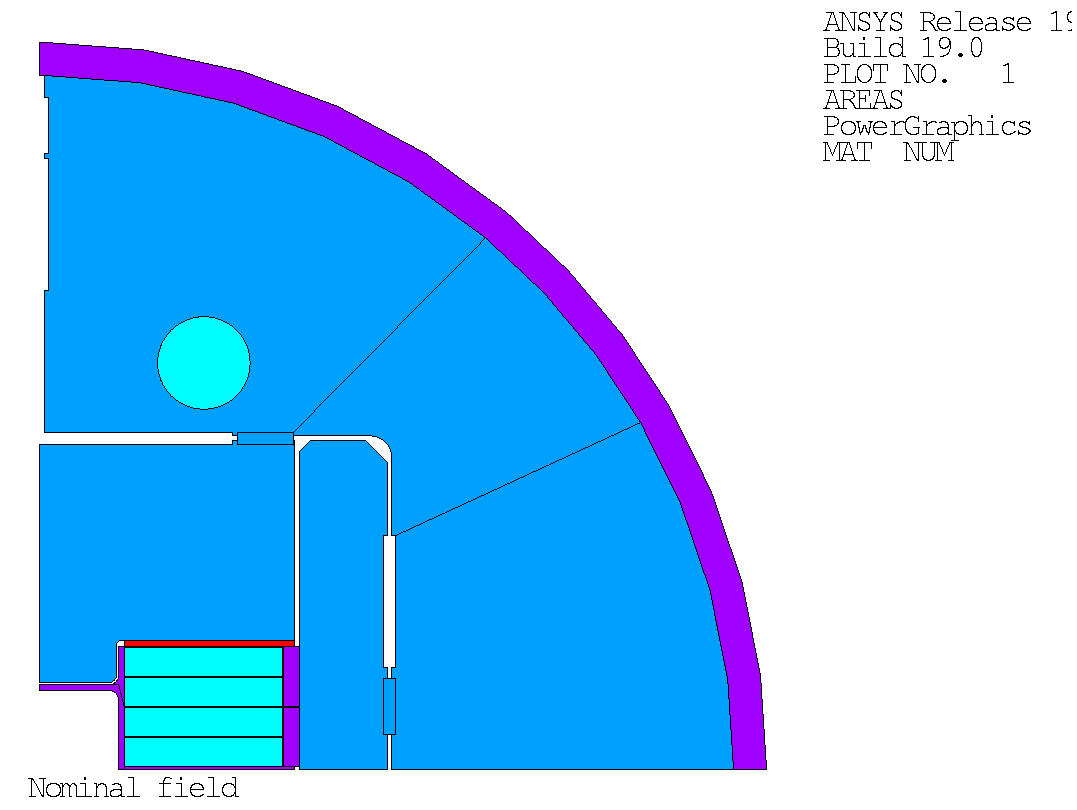 ANSYS Release 19
Build 19.0
PLOT NO. 1
AREAS
PowerGraphics
MAT NUM
Nominal field